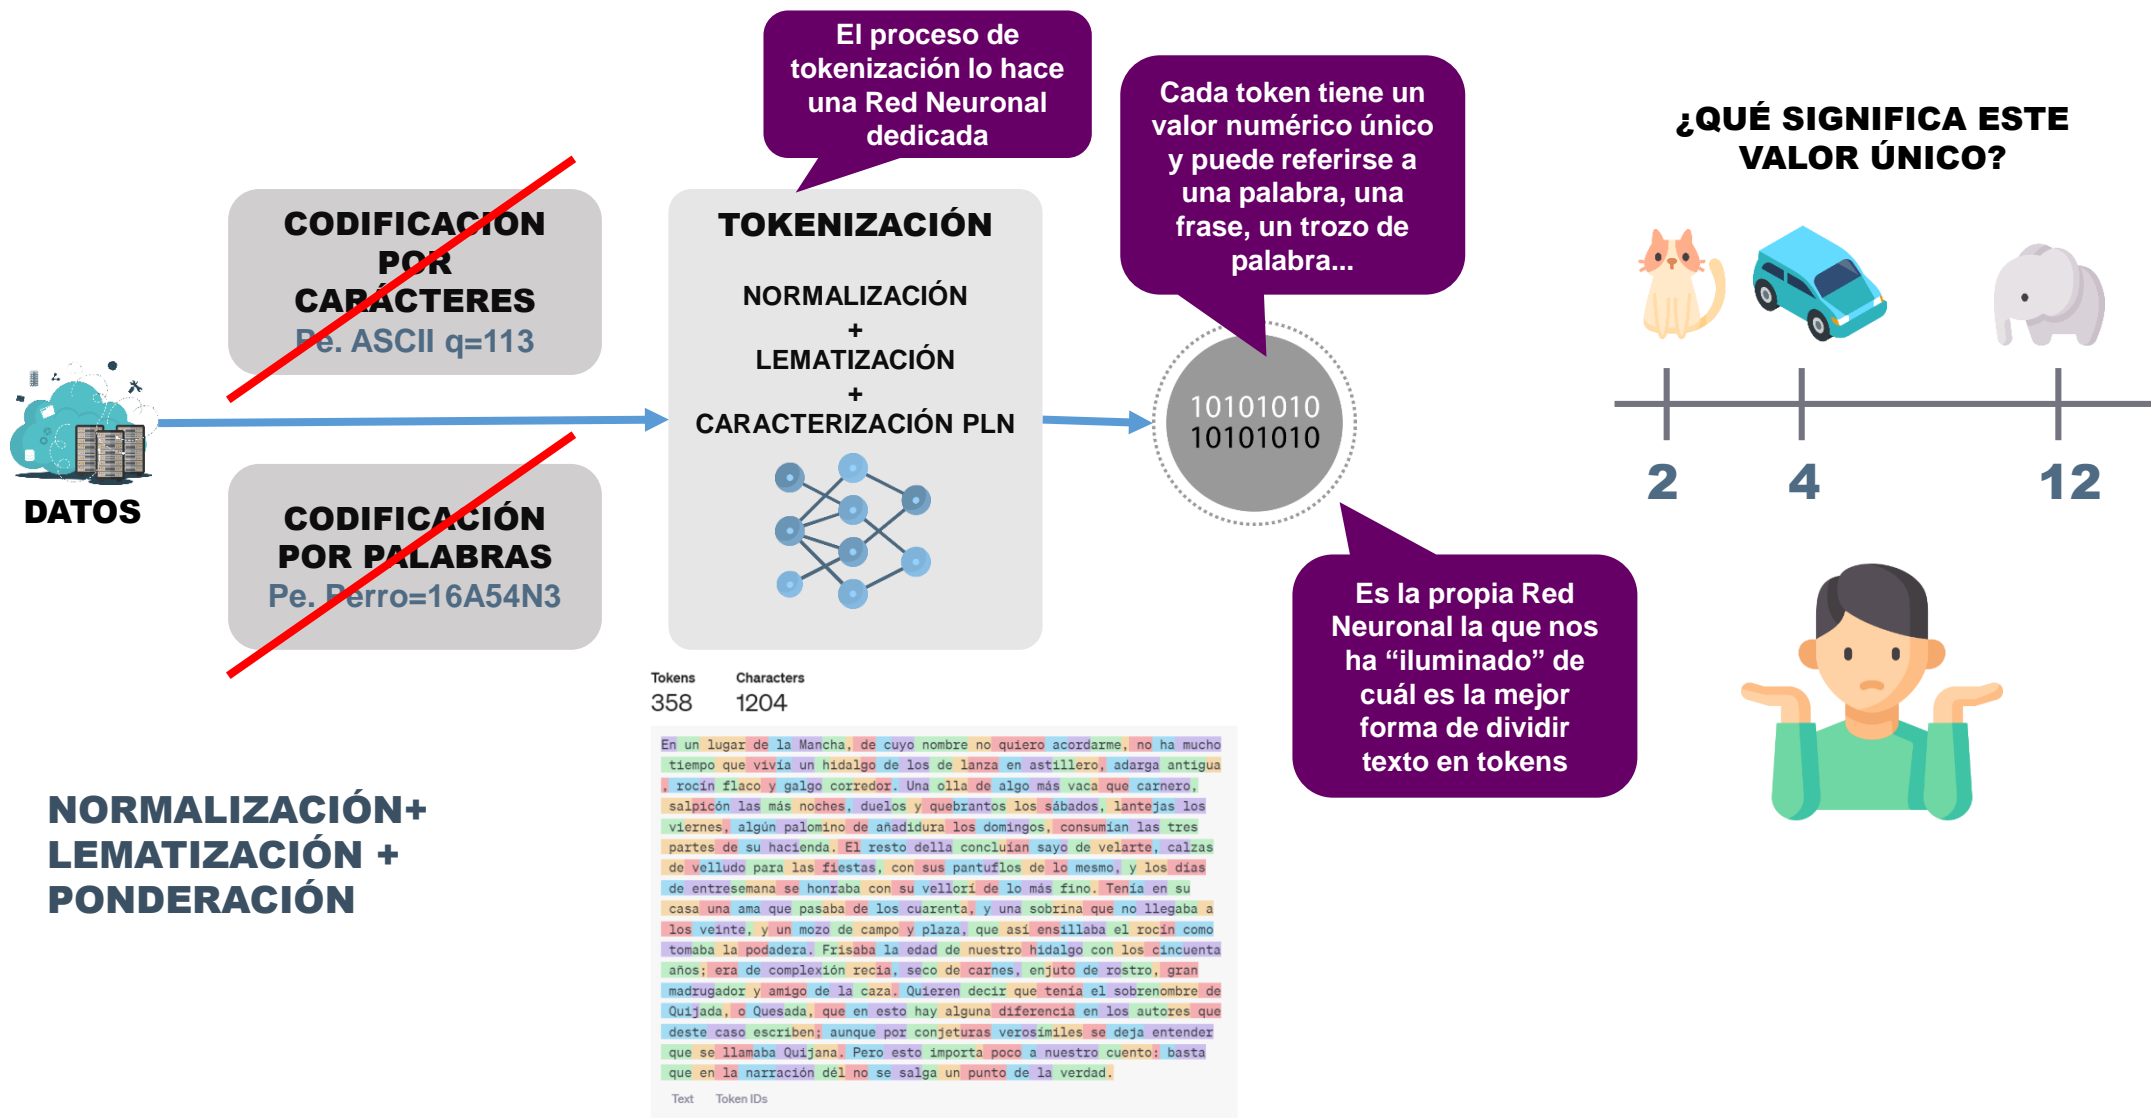 El proceso de
tokenización lo hace
una Red Neuronal
dedicada
Cada token tiene un
valor numérico único
y puede referirse a
una palabra, una
frase, un trozo de
palabra...
¿QUÉ SIGNIFICA ESTE
VALOR ÚNICO?
CODIFICACIÓN
POR
CARÁCTERES
Pe. ASCII q=113
TOKENIZACIÓN
NORMALIZACIÓN
+
LEMATIZACIÓN
+
CARACTERIZACIÓN PLN
10101010
10101010
2
4
12
DATOS
CODIFICACIÓN
POR PALABRAS
Pe. Perro=16A54N3
Es la propia Red
Neuronal la que nos
ha “iluminado” de
cuál es la mejor
forma de dividir
texto en tokens
NORMALIZACIÓN+
LEMATIZACIÓN +
PONDERACIÓN
Tokens Characters
358 1204
En un lugar de la Mancha, de cuyo nombre no quiero acordarme, no ha mucho
tiempo que vivía un hidalgo de los de lanza en astillero, adarga antigua
, rocín flaco y galgo corredor. Una olla de algo más vaca que carnero,
salpicón las más noches, duelos y quebrantos los sábados, lantejas los
viernes, algún palomino de añadidura los domingos, consumían las tres
partes de su hacienda. El resto della concluían sayo de velarte, calzas
de velludo para las fiestas, con sus pantuflos de lo mesmo, y los días
de entresemana se honraba con su vellorí de lo más fino. Tenía en su
casa una ama que pasaba de los cuarenta, y una sobrina que no llegaba a
los veinte, y un mozo de campo y plaza, que así ensillaba el rocín como
tomaba la podadera. Frisaba la edad de nuestro hidalgo con los cincuenta
años; era de complexión recia, seco de carnes, enjuto de rostro, gran
madrugador y amigo de la caza. Quieren decir que tenía el sobrenombre de
Quijada, o Quesada, que en esto hay alguna diferencia en los autores que
deste caso escriben; aunque por conjeturas verosímiles se deja entender
que se llamaba Quijana. Pero esto importa poco a nuestro cuento: basta
que en la narración dél no se salga un punto de la verdad.
Text Token IDs